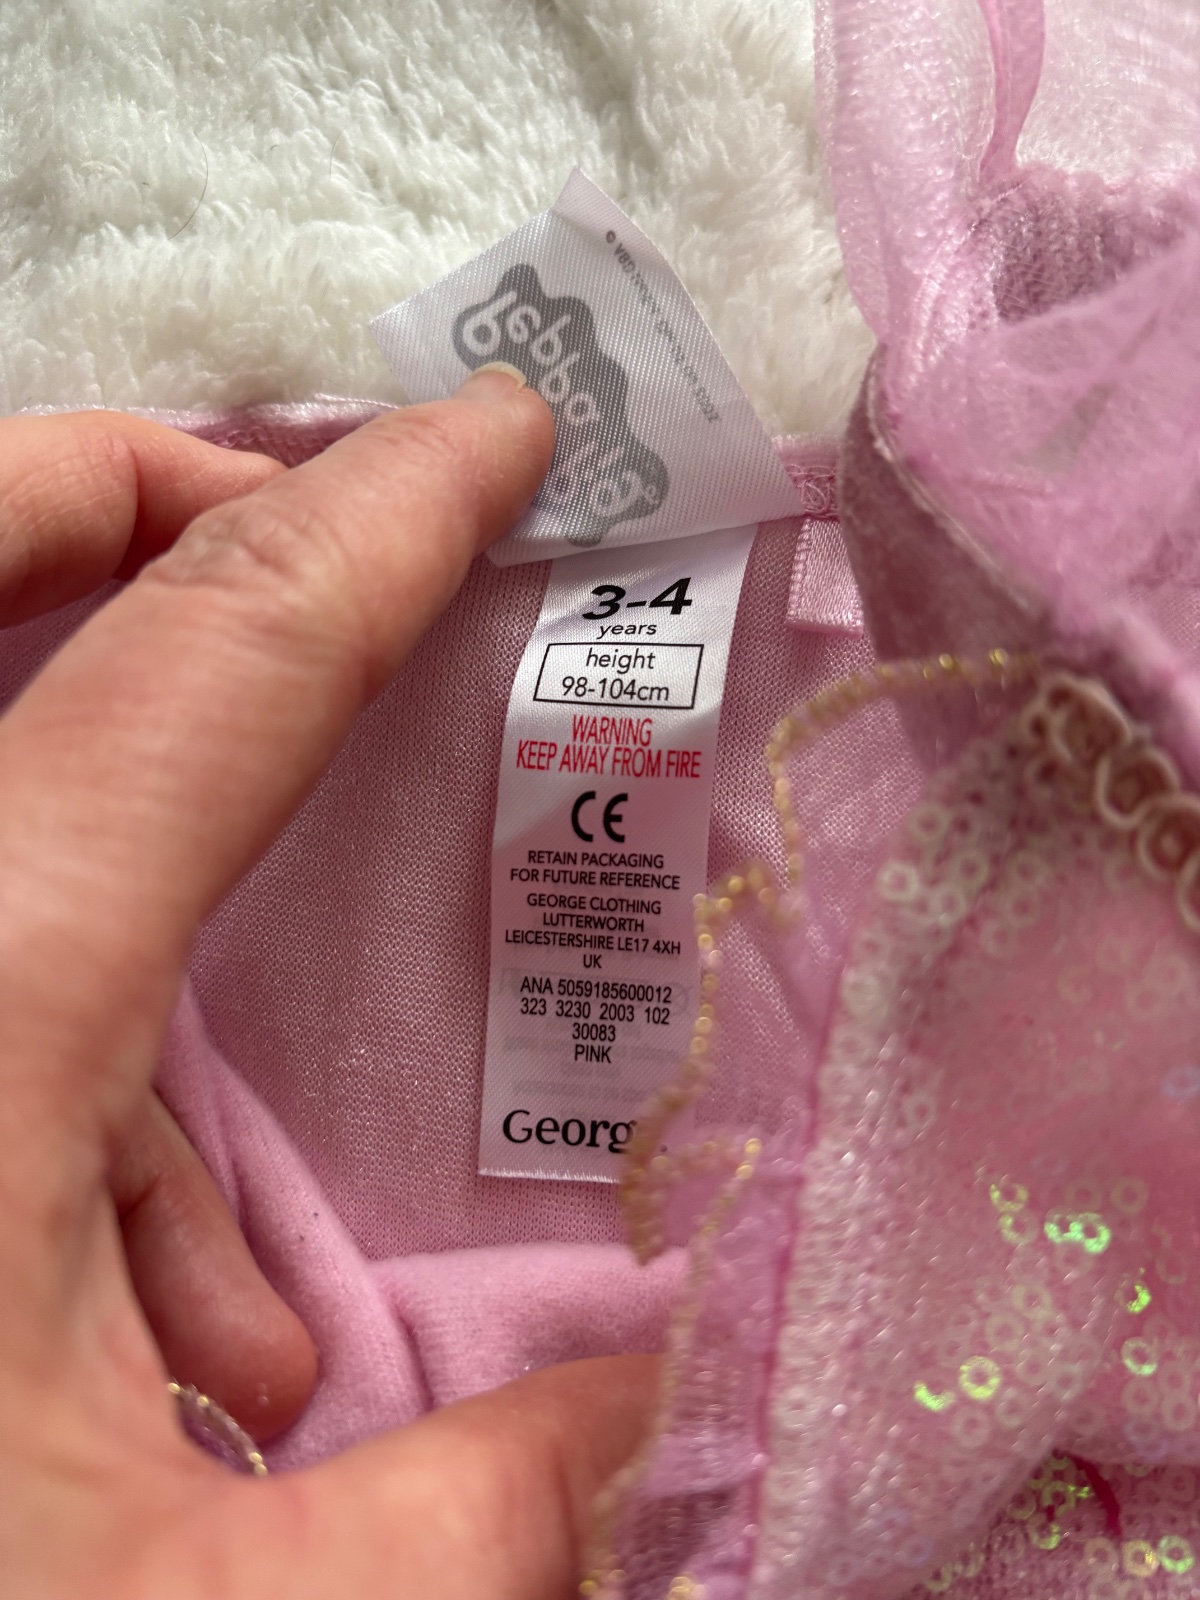 3-4
years
height
98-104cm
WARNING
KEEP AWAY FROM FIRE
CE
RETAIN PACKAGING
FOR FUTURE REFERENCE
GEORGE CLOTHING
LUTTERWORTH
LEICESTERSHIRE LE17 4XH
UK
ANA 5059185600012
323 3230 2003 102
30083
PINK